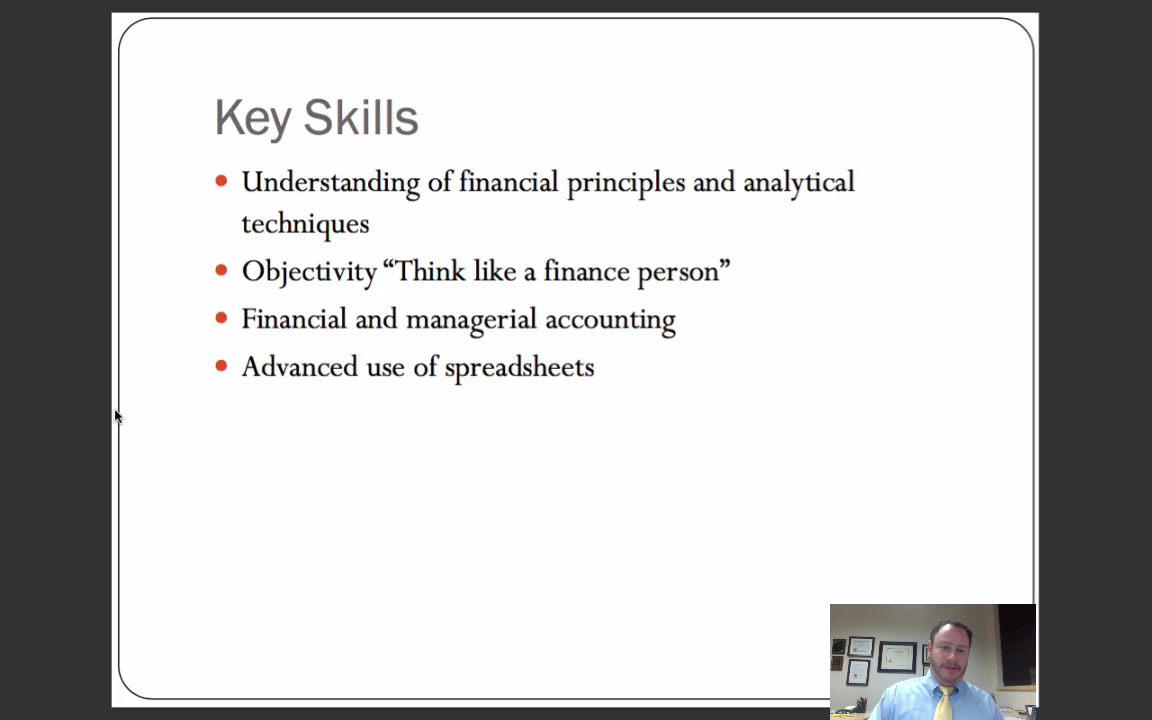 Key Skills
Understanding of financial principles and analytical
techniques
Objectivity “Think like a finance person”
Financial and managerial accounting
Advanced use of spreadsheets